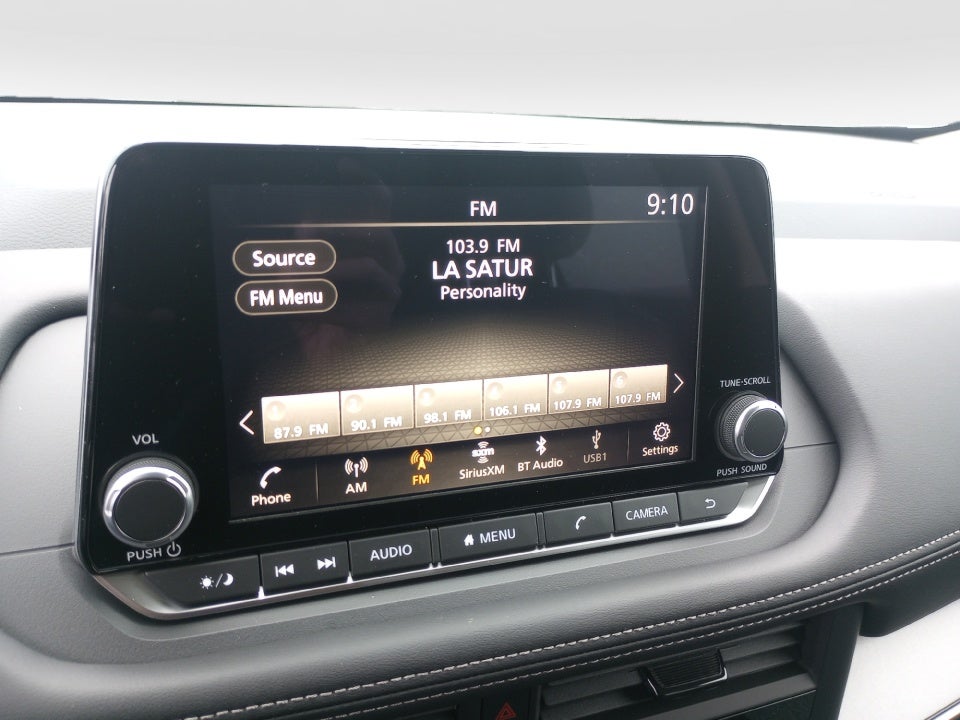 FM 9:10
Source
FM Menu
103.9 FM
LA SATUR
Personality
87.9 FM 90.1 FM 98.1 FM 106.1 FM 107.9 FM 107.9 FM
Phone AM FM SiriusXM BT Audio USB1 Settings
sxm
VOL
PUSH
TUNE·SCROLL
PUSH SOUND
AUDIO MENU CAMERA